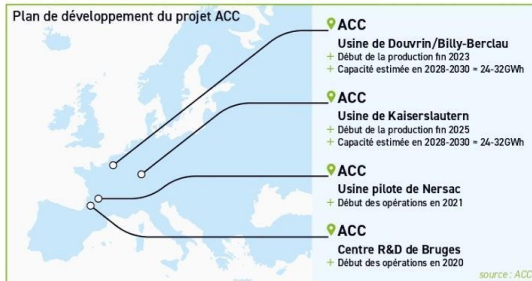 Plan de développement du projet ACC
ACC
Usine de Douvrin/Billy-Berclau
+ Début de la production fin 2023
+ Capacité estimée en 2028-2030 = 24-32GWh
ACC
Usine de Kaiserslautern
+ Début de la production fin 2025
+ Capacité estimée en 2028-2030 = 24-32GWh
ACC
Usine pilote de Nersac
+ Début des opérations en 2021
ACC
Centre R&D de Bruges
+ Début des opérations en 2020
source : ACC